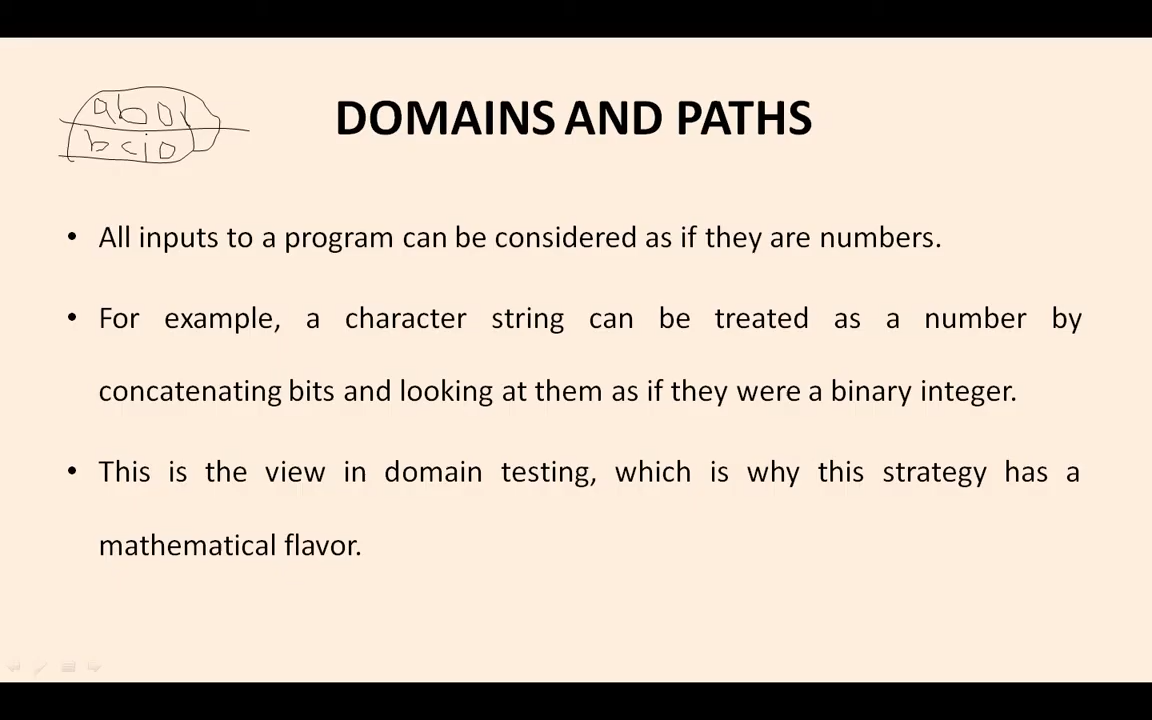 ab01
bc10
DOMAINS AND PATHS
• All inputs to a program can be considered as if they are numbers.
• For example, a character string can be treated as a number by
concatenating bits and looking at them as if they were a binary integer.
• This is the view in domain testing, which is why this strategy has a
mathematical flavor.